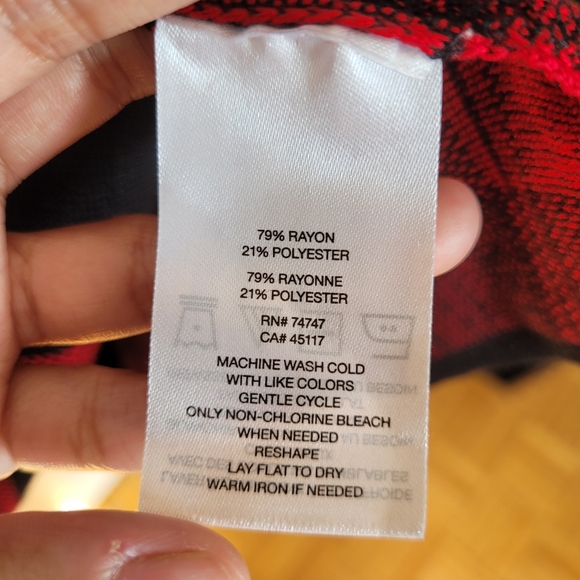 79% RAYON
21% POLYESTER
79% RAYONNE
21% POLYESTER
RN# 74747
CA# 45117
MACHINE WASH COLD
WITH LIKE COLORS
GENTLE CYCLE
ONLY NON-CHLORINE BLEACH
WHEN NEEDED
RESHAPE
LAY FLAT TO DRY
WARM IRON IF NEEDED